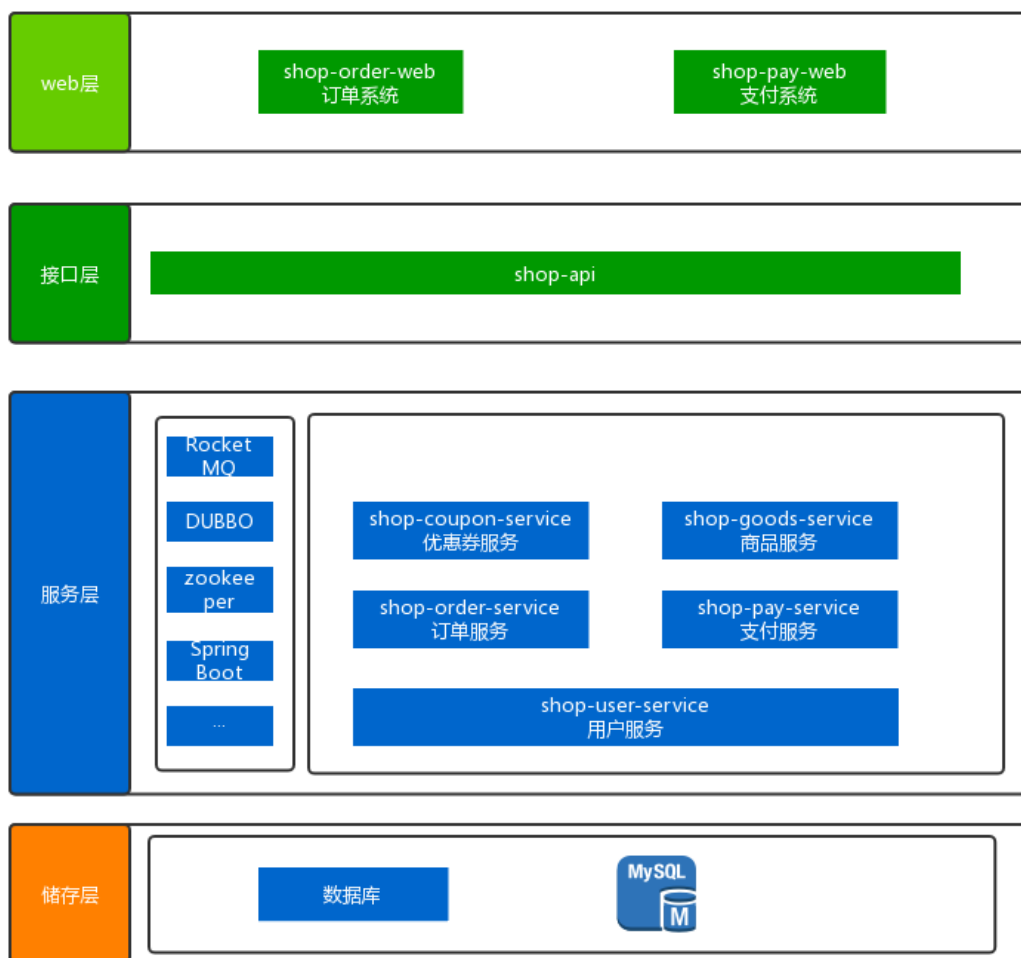 web层
shop-order-web
订单系统
shop-pay-web
支付系统
接口层
shop-api
服务层
Rocket
MQ
DUBBO
zookee
per
Spring
Boot
...
shop-coupon-service
优惠券服务
shop-goods-service
商品服务
shop-order-service
订单服务
shop-pay-service
支付服务
shop-user-service
用户服务
储存层
数据库
MySQL
M